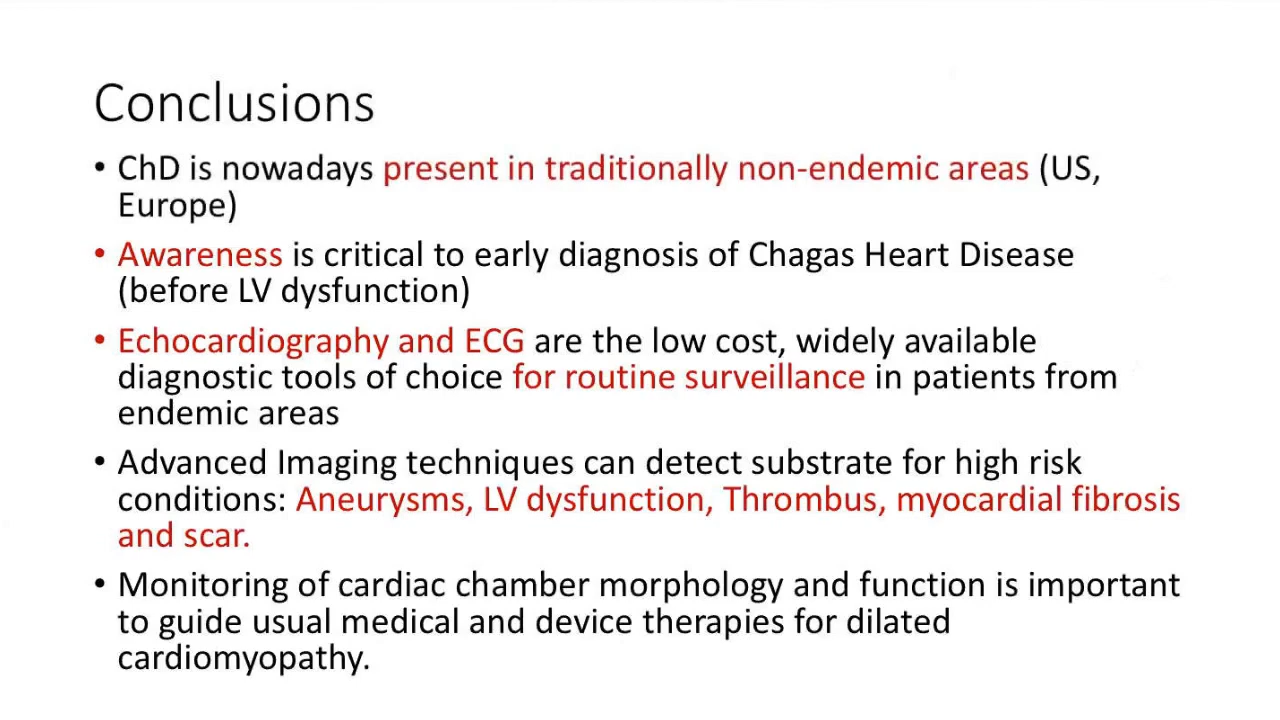 Conclusions
• ChD is nowadays present in traditionally non-endemic areas (US,
Europe)
• Awareness is critical to early diagnosis of Chagas Heart Disease
(before LV dysfunction)
• Echocardiography and ECG are the low cost, widely available
diagnostic tools of choice for routine surveillance in patients from
endemic areas
• Advanced Imaging techniques can detect substrate for high risk
conditions: Aneurysms, LV dysfunction, Thrombus, myocardial fibrosis
and scar.
• Monitoring of cardiac chamber morphology and function is important
to guide usual medical and device therapies for dilated
cardiomyopathy.